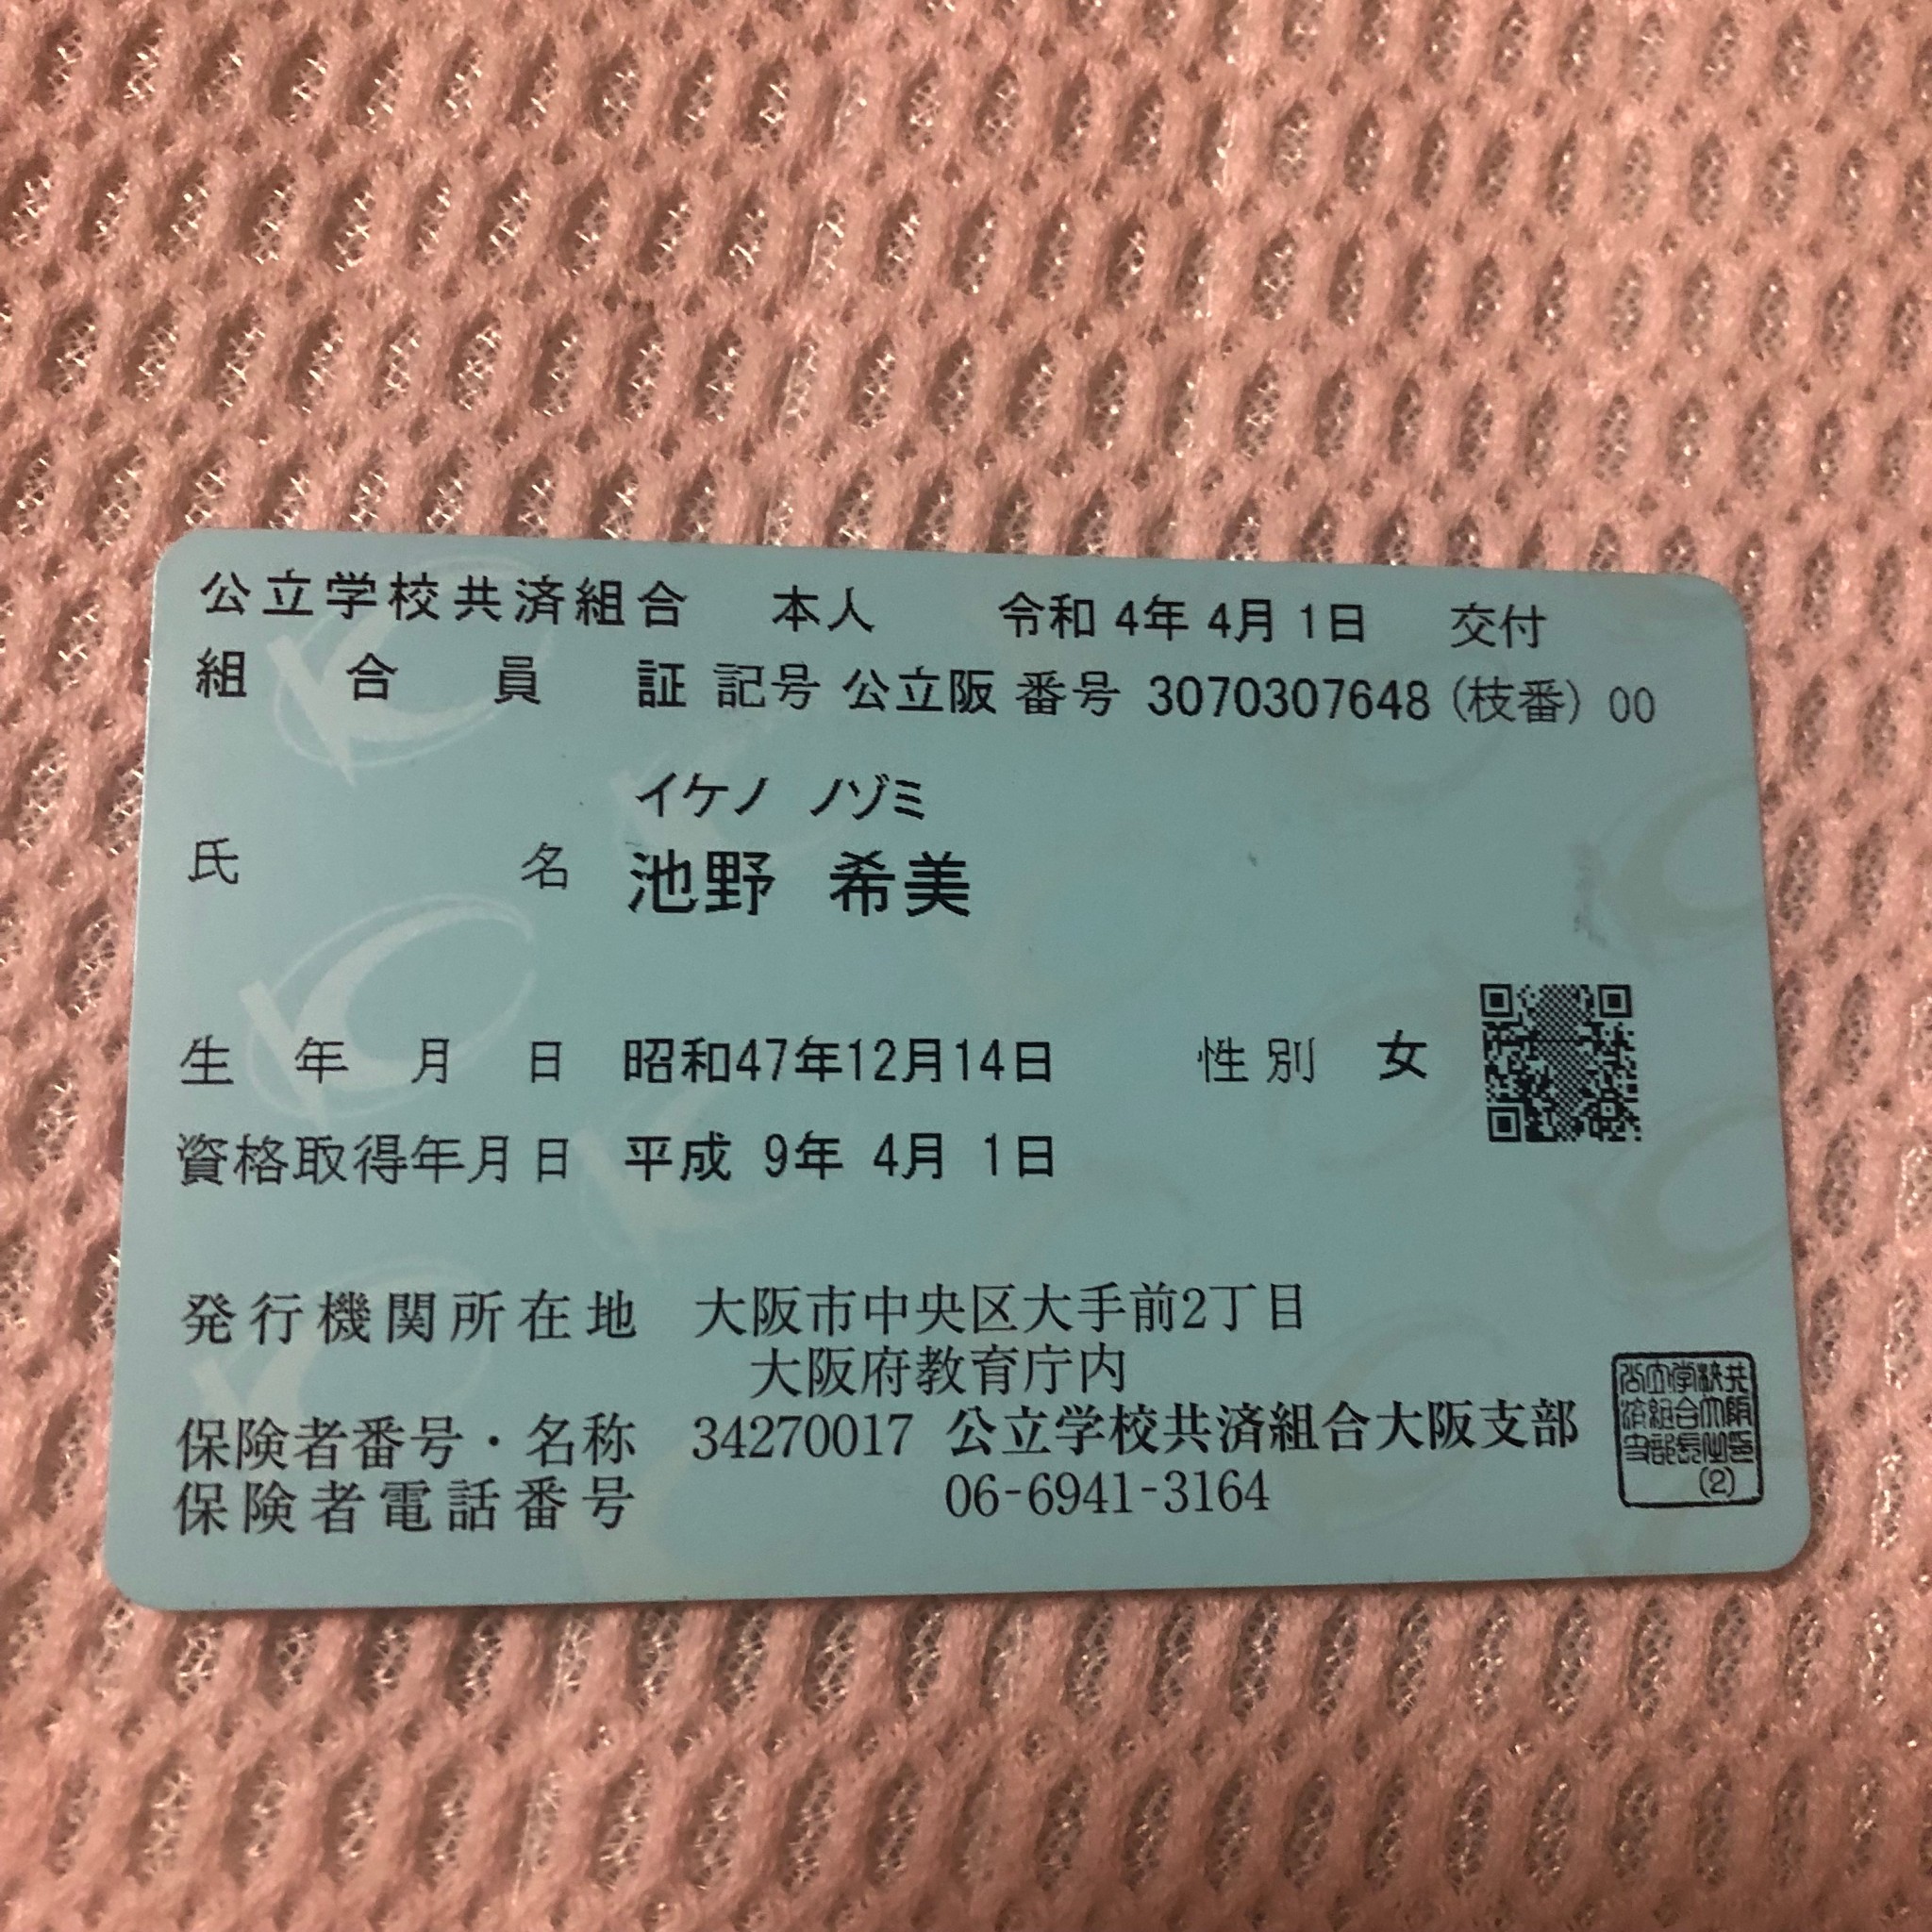 公立学校共済組合 本人 令和 4年 4月 1日 交付
組合員証 記号 公立阪 番号 3070307648 (枝番) 00
イケノ ノゾミ
氏名 池野 希美
生年月日 昭和47年12月14日 性別 女
資格取得年月日 平成 9年 4月 1日
発行機関所在地 大阪市中央区大手前2丁目
大阪府教育庁内
保険者番号・名称 34270017 公立学校共済組合大阪支部
保険者電話番号 06-6941-3164
(2)